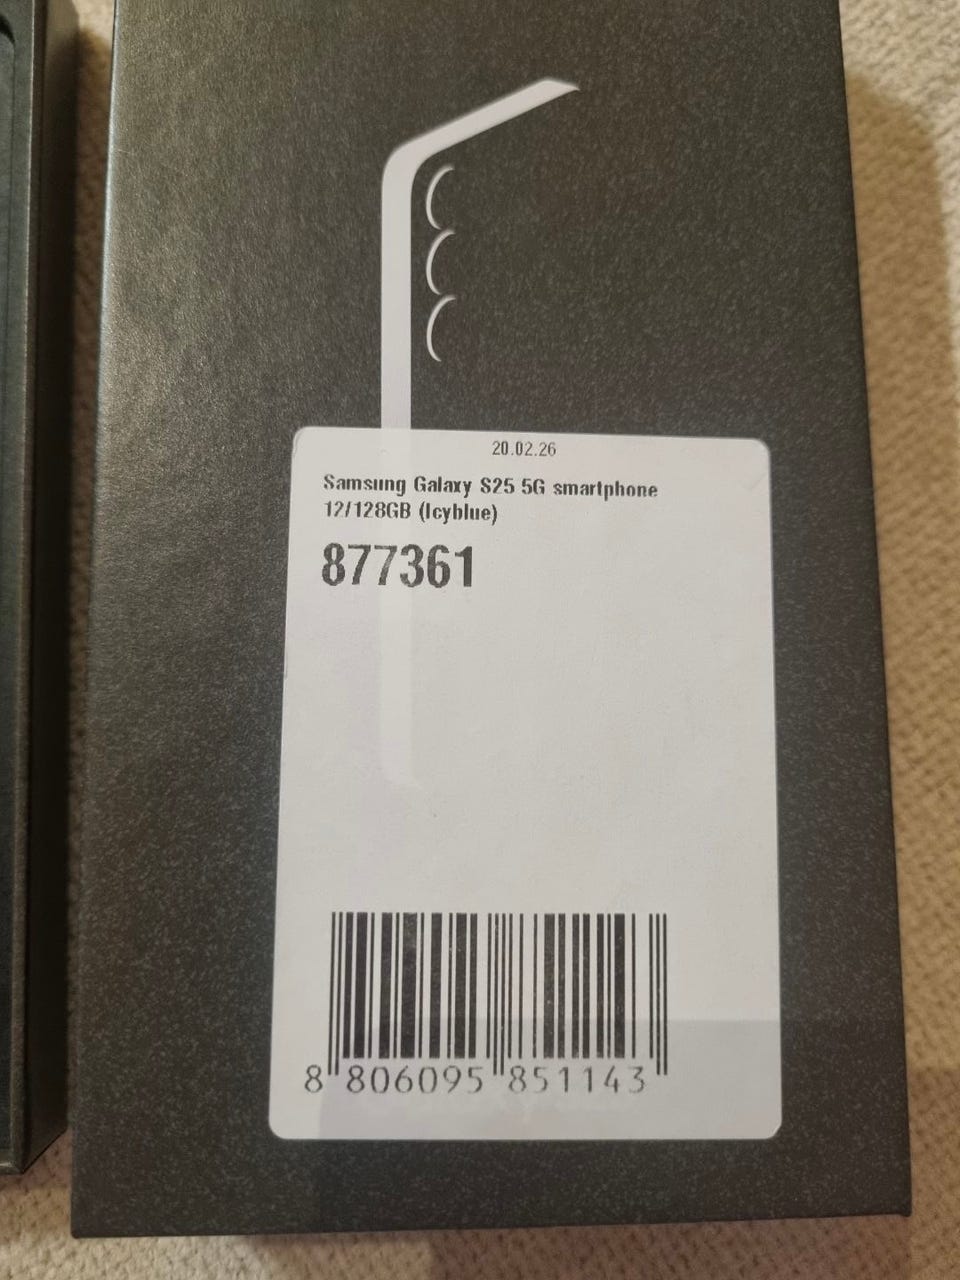 20.02.26
Samsung Galaxy S25 5G smartphone
12/128GB (Icyblue)
877361
8 806095 851143